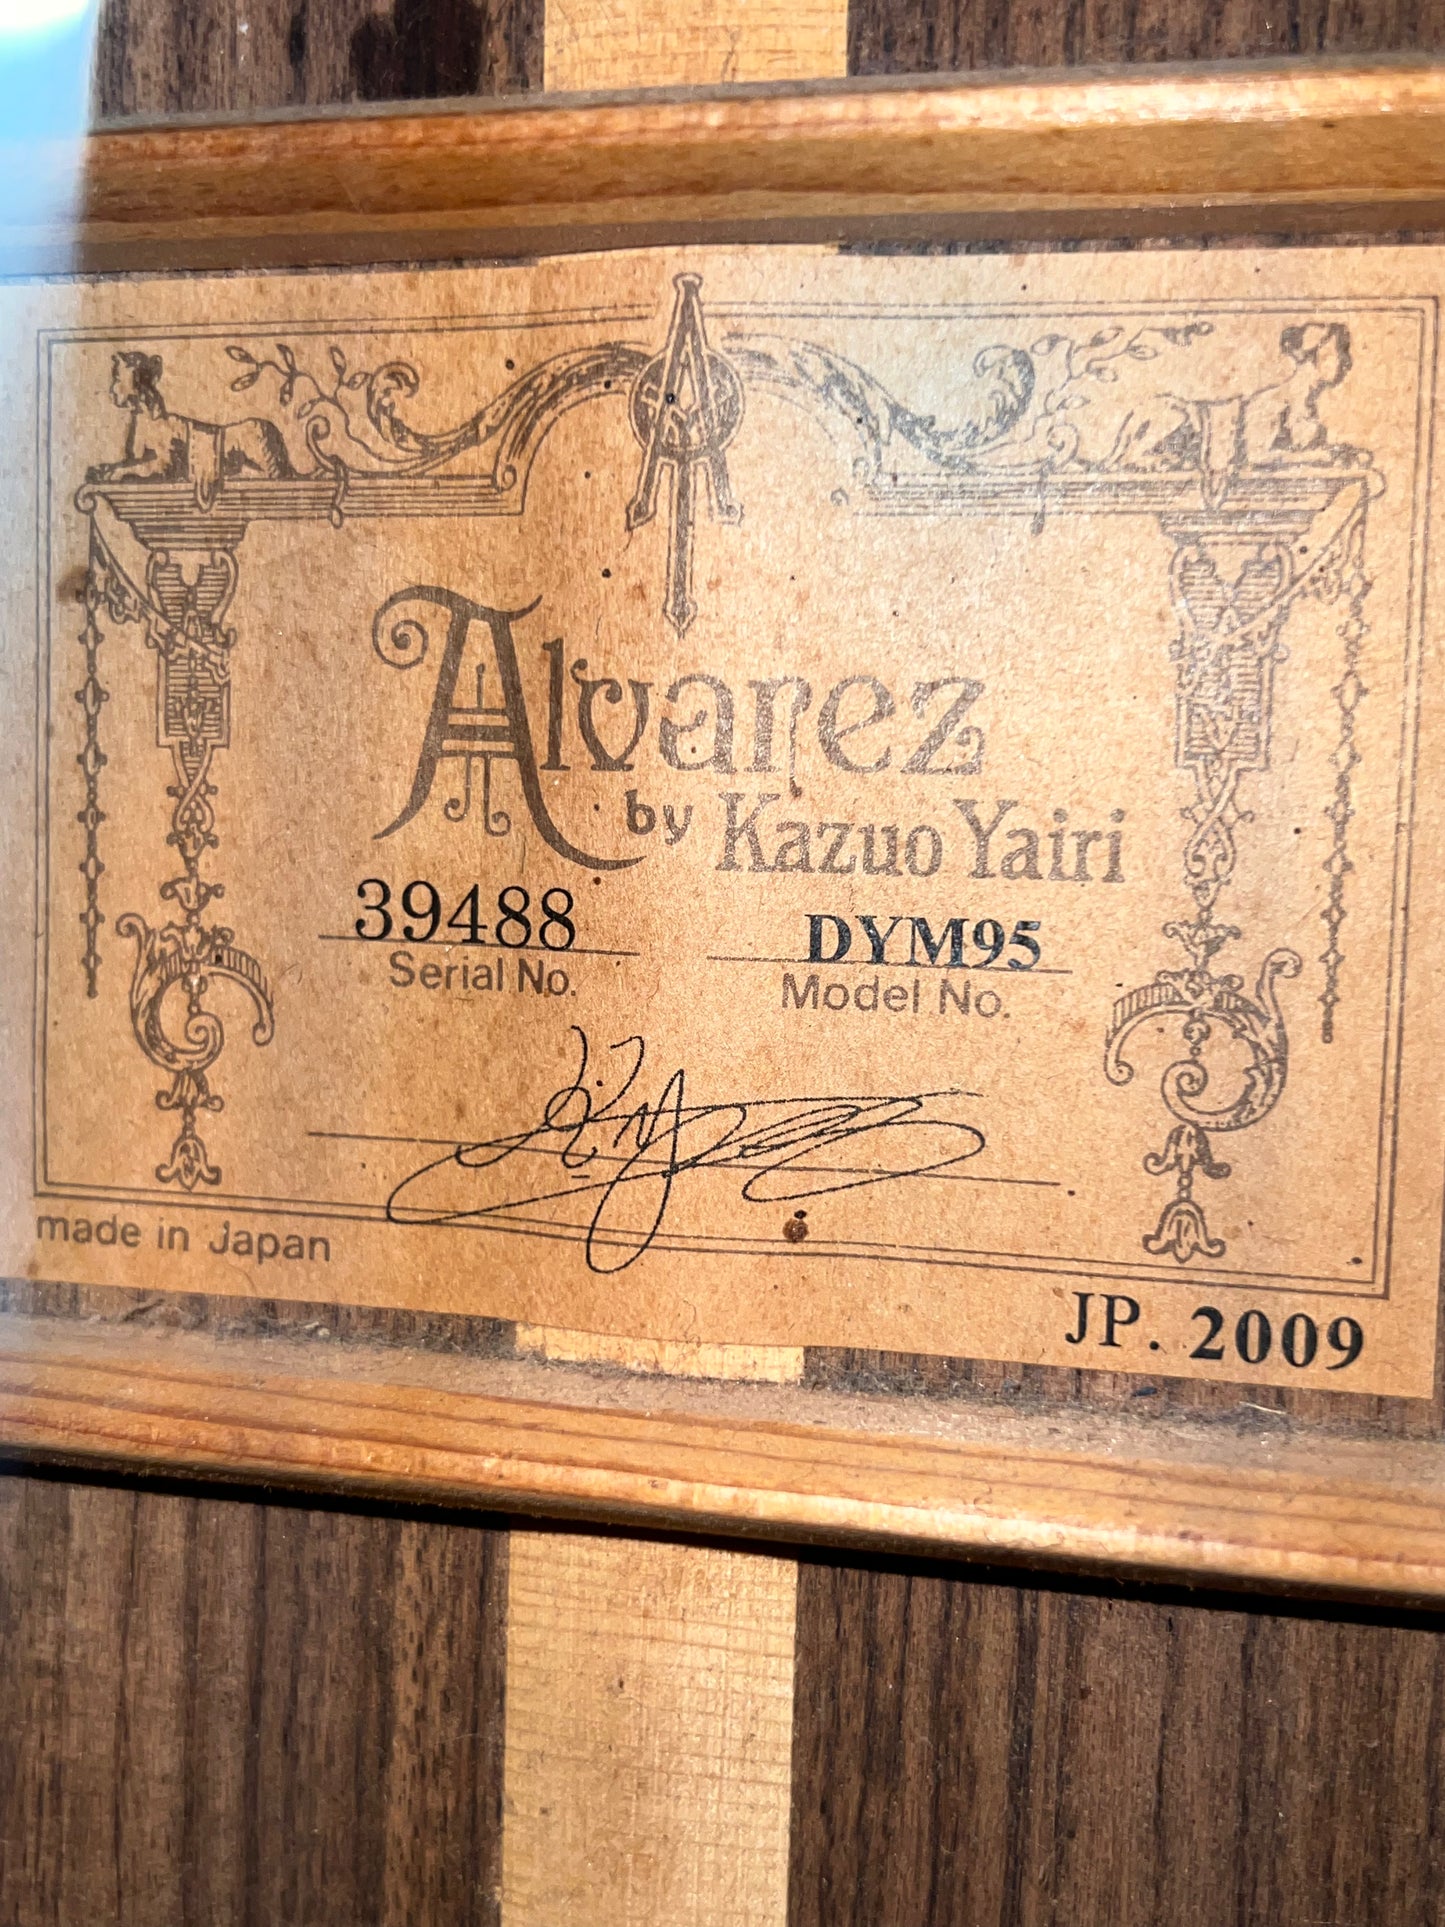 Alvarez
by Kazuo Yairi
39488 DYM95
Serial No. Model No.
made in Japan
JP. 2009